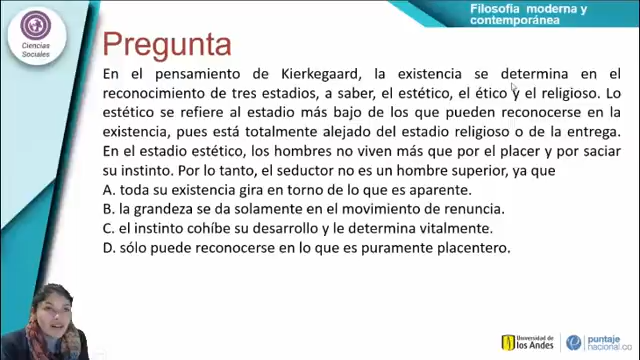 Filosofía moderna y
contemporánea
Ciencias
Sociales
Pregunta
En el pensamiento de Kierkegaard, la existencia se determina en el
reconocimiento de tres estadios, a saber, el estético, el ético y el religioso. Lo
estético se refiere al estadio más bajo de los que pueden reconocerse en la
existencia, pues está totalmente alejado del estadio religioso o de la entrega.
En el estadio estético, los hombres no viven más que por el placer y por saciar
su instinto. Por lo tanto, el seductor no es un hombre superior, ya que
A. toda su existencia gira en torno de lo que es aparente.
B. la grandeza se da solamente en el movimiento de renuncia.
C. el instinto cohíbe su desarrollo y le determina vitalmente.
D. sólo puede reconocerse en lo que es puramente placentero.
Universidad de
los Andes
puntaje
nacional.co